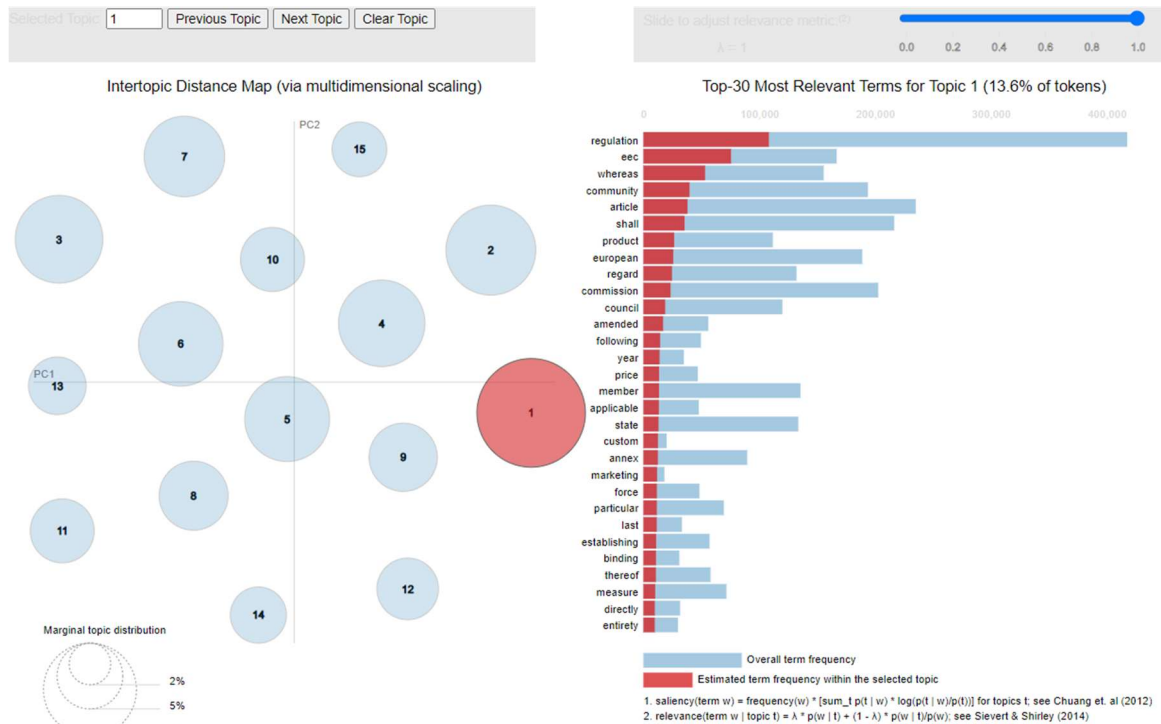 Selected Topic: 1 Previous Topic Next Topic Clear Topic
Slide to adjust relevance metric:(2)
λ = 1
0.0 0.2 0.4 0.6 0.8 1.0
Intertopic Distance Map (via multidimensional scaling)
PC2
PC1
7
15
3
10
2
4
6
13
5
1
9
8
11
12
14
Marginal topic distribution
2%
5%
Top-30 Most Relevant Terms for Topic 1 (13.6% of tokens)
0 100,000 200,000 300,000 400,000
regulation
eec
whereas
community
article
shall
product
european
regard
commission
council
amended
following
year
price
member
applicable
state
custom
annex
marketing
force
particular
last
establishing
binding
thereof
measure
directly
entirety
Overall term frequency
Estimated term frequency within the selected topic
1. saliency(term w) = frequency(w) * [sum_t p(t | w) * log(p(t | w)/p(t))] for topics t; see Chuang et. al (2012)
2. relevance(term w | topic t) = λ * p(w | t) + (1 - λ) * p(w | t)/p(w); see Sievert & Shirley (2014)